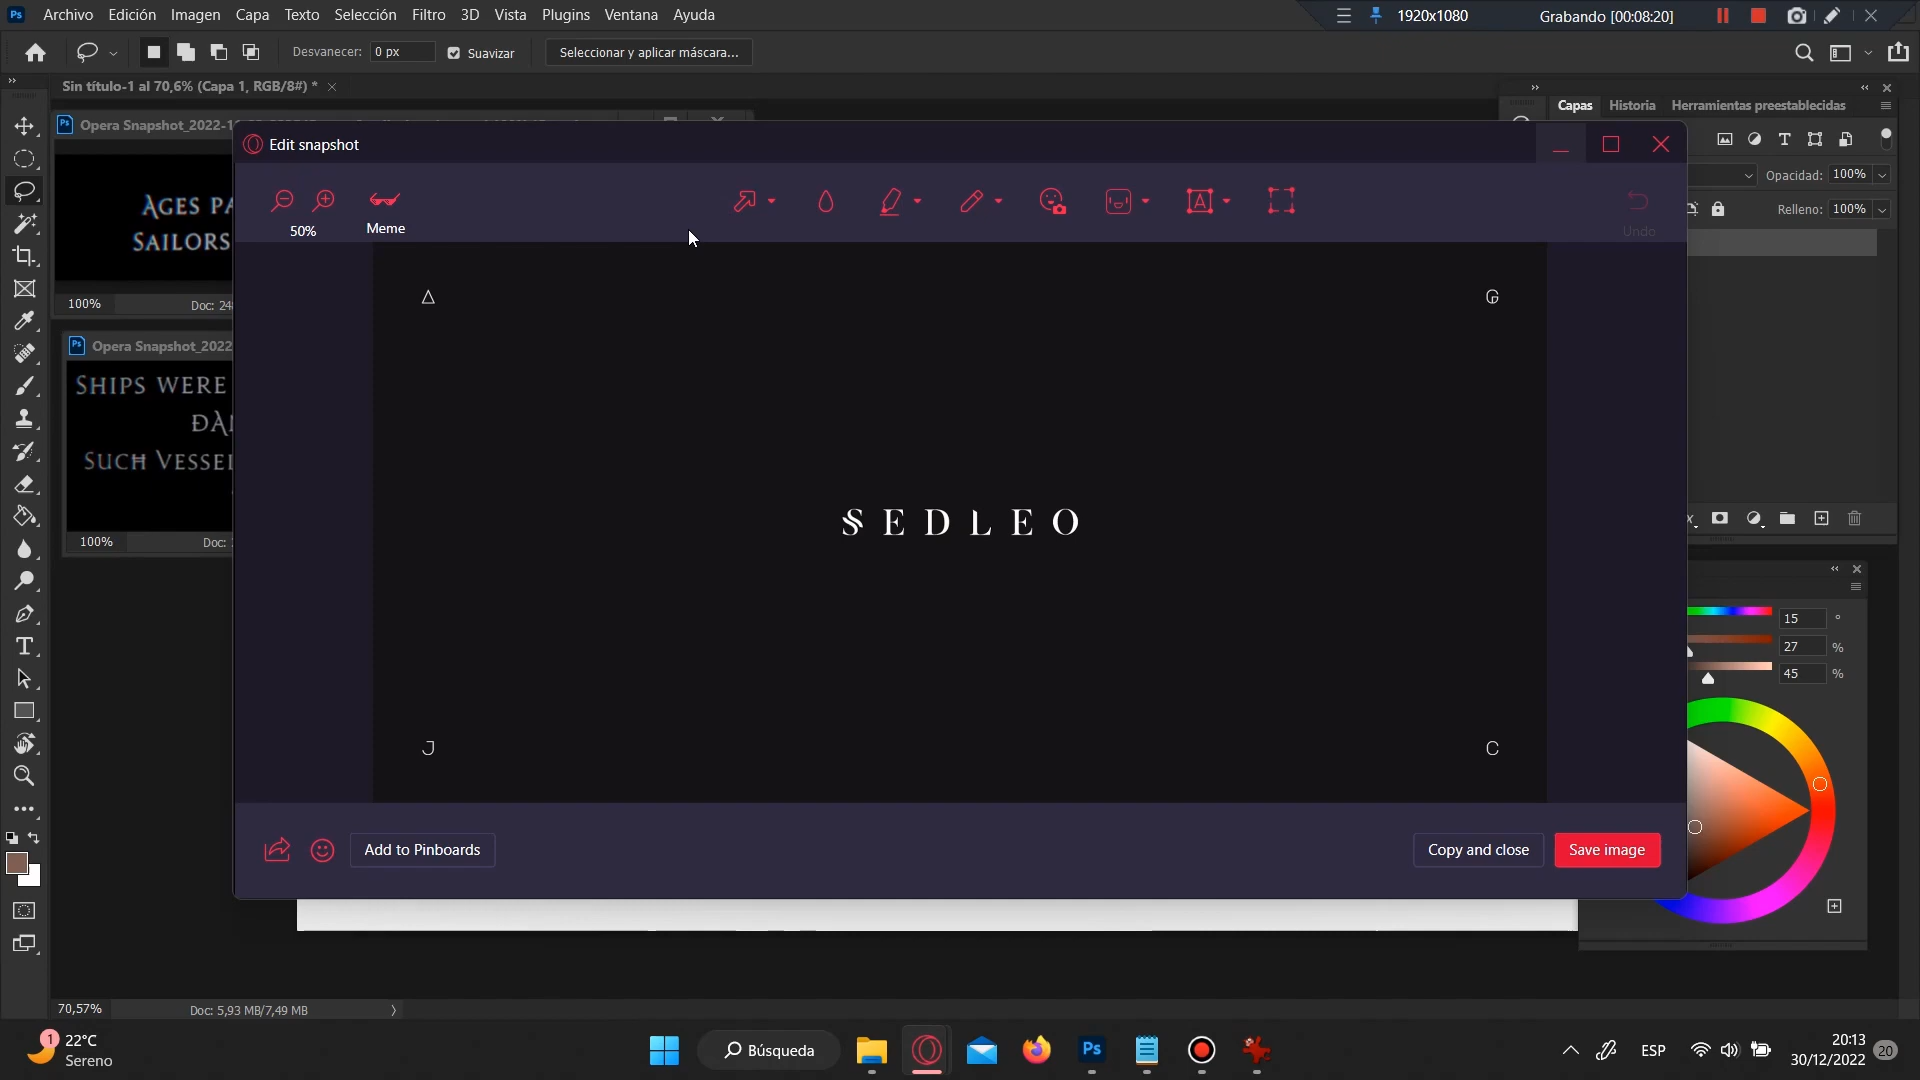 Archivo Edición Imagen Capa Texto Selección Filtro 3D Vista Plugins Ventana Ayuda
1920x1080 Grabando [00:08:20]
Desvanecer: 0 px Suavizar Seleccionar y aplicar máscara...
Sin título-1 al 70,6% (Capa 1, RGB/8#) *
Capas Historia Herramientas preestablecidas
Opera Snapshot_2022-1
Edit snapshot
Opacidad: 100%
Relleno: 100%
50% Meme Undo
AGES PA
SAILORS
100% Doc: 24
Opera Snapshot_2022
SHIPS WERE
ĐAN
SUCH VESSEL
100% Doc:
Δ G
SEDLEO
J C
15 °
27 %
45 %
Add to Pinboards Copy and close Save image
70,57% Doc: 5,93 MB/7,49 MB
1 22°C
Sereno
Búsqueda
ESP
20:13
30/12/2022
20